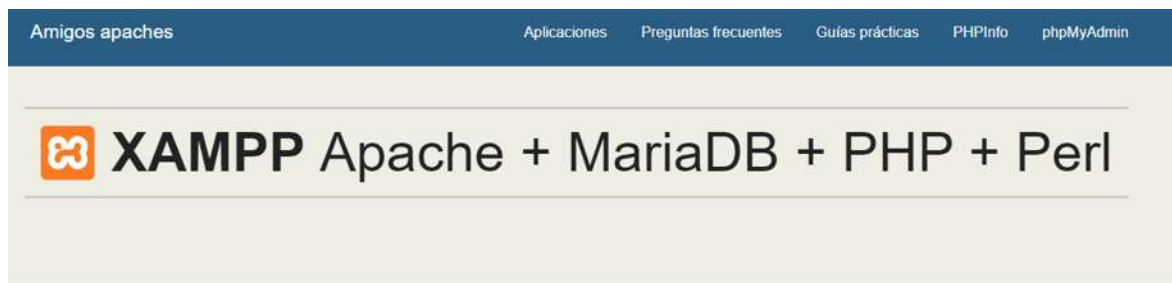 Amigos apaches Aplicaciones Preguntas frecuentes Guías prácticas PHPInfo phpMyAdmin
XAMPP Apache + MariaDB + PHP + Perl